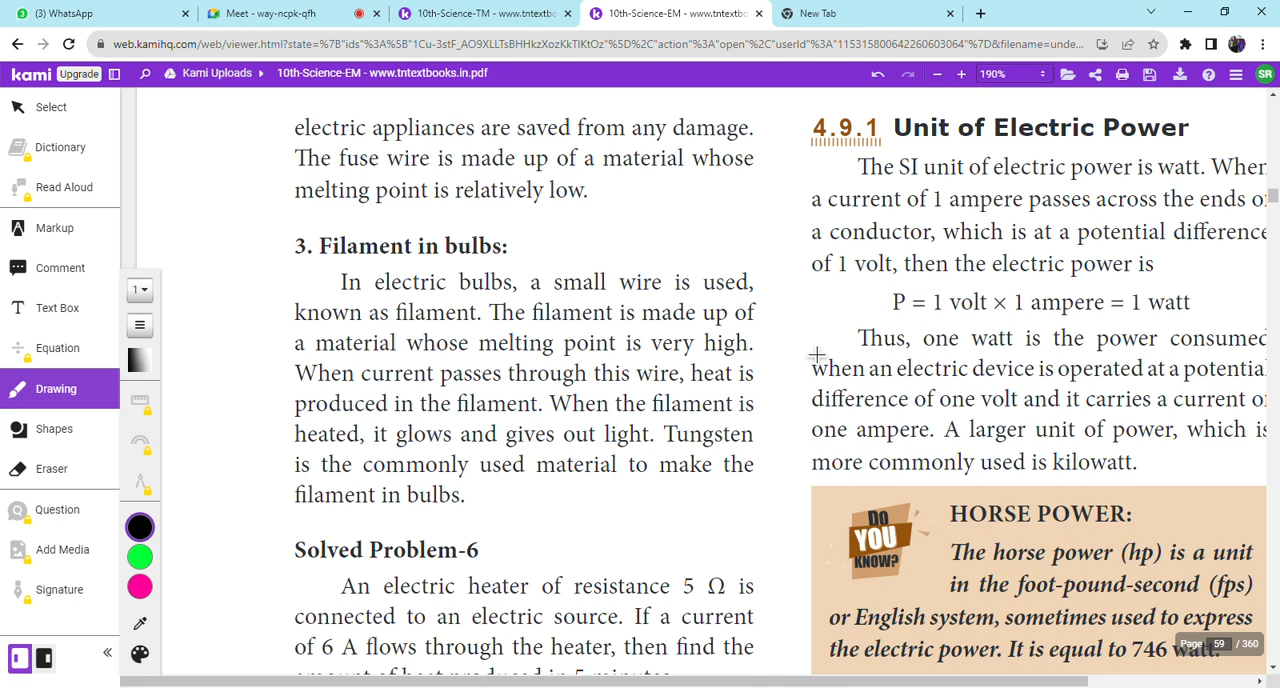 (3) WhatsApp
Meet - way-ncpk-qfh
10th-Science-TM - www.tntextbo
10th-Science-EM - www.tntextbo
New Tab
web.kamihq.com/web/viewer.html?state=%7B"ids"%3A%5B"1Cu-3stF_AO9XLLTsBHHkzXozKkTlKtOz"%5D%2C"action"%3A"open"%2C"userId"%3A"115315800642260603064"%7D&filename=unde...
kami Upgrade
Kami Uploads
10th-Science-EM - www.tntextbooks.in.pdf
190%
SR
Select
Dictionary
Read Aloud
Markup
Comment
Text Box
Equation
Drawing
Shapes
Eraser
Question
Add Media
Signature
1
electric appliances are saved from any damage.
The fuse wire is made up of a material whose
melting point is relatively low.
3. Filament in bulbs:
In electric bulbs, a small wire is used,
known as filament. The filament is made up of
a material whose melting point is very high.
When current passes through this wire, heat is
produced in the filament. When the filament is
heated, it glows and gives out light. Tungsten
is the commonly used material to make the
filament in bulbs.
Solved Problem-6
An electric heater of resistance 5 Ω is
connected to an electric source. If a current
of 6 A flows through the heater, then find the
amount of heat produced in 5 minutes.
4.9.1 Unit of Electric Power
The SI unit of electric power is watt. When
a current of 1 ampere passes across the ends of
a conductor, which is at a potential difference
of 1 volt, then the electric power is
P = 1 volt × 1 ampere = 1 watt
Thus, one watt is the power consumed
when an electric device is operated at a potential
difference of one volt and it carries a current of
one ampere. A larger unit of power, which is
more commonly used is kilowatt.
DO
YOU
KNOW?
HORSE POWER:
The horse power (hp) is a unit
in the foot-pound-second (fps)
or English system, sometimes used to express
the electric power. It is equal to 746 watt.
Page 59 / 360